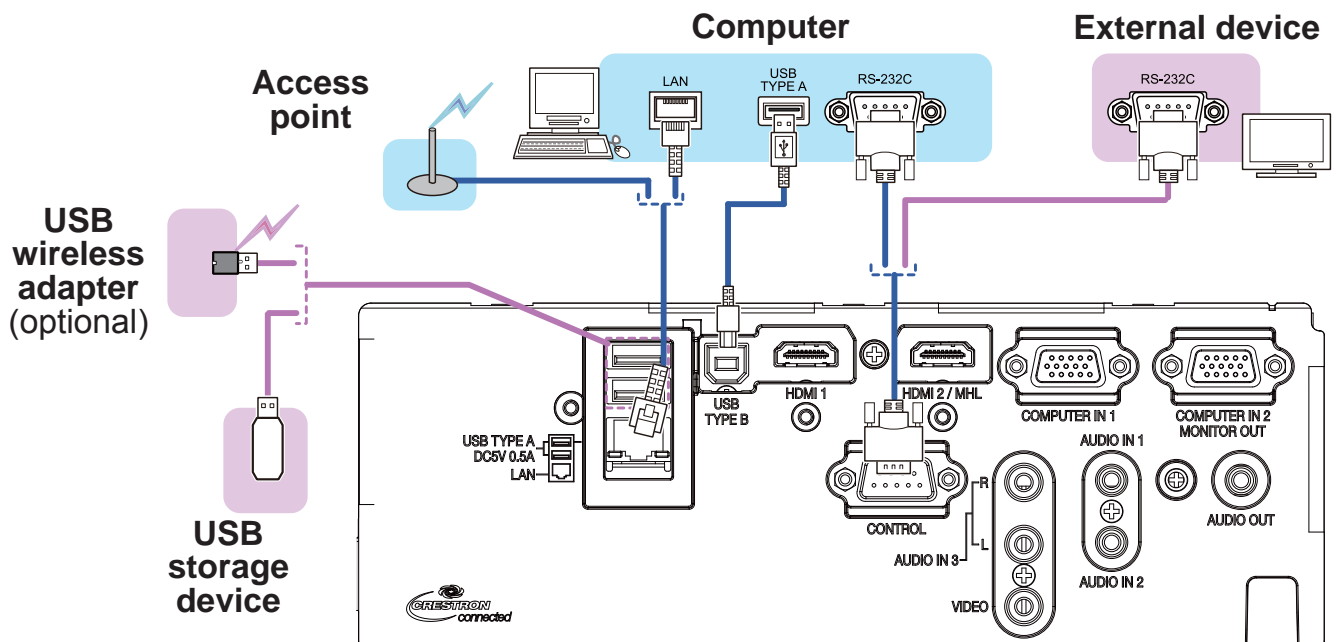 Computer
External device
Access
point
LAN
USB
TYPE A
RS-232C
RS-232C
USB
wireless
adapter
(optional)
USB
storage
device
USB TYPE A
DC5V 0.5A
LAN
USB
TYPE B
HDMI 1
HDMI 2 / MHL
COMPUTER IN 1
COMPUTER IN 2
MONITOR OUT
CONTROL
R
L
AUDIO IN 3
VIDEO
AUDIO IN 1
AUDIO IN 2
AUDIO OUT
CRESTRON
connected